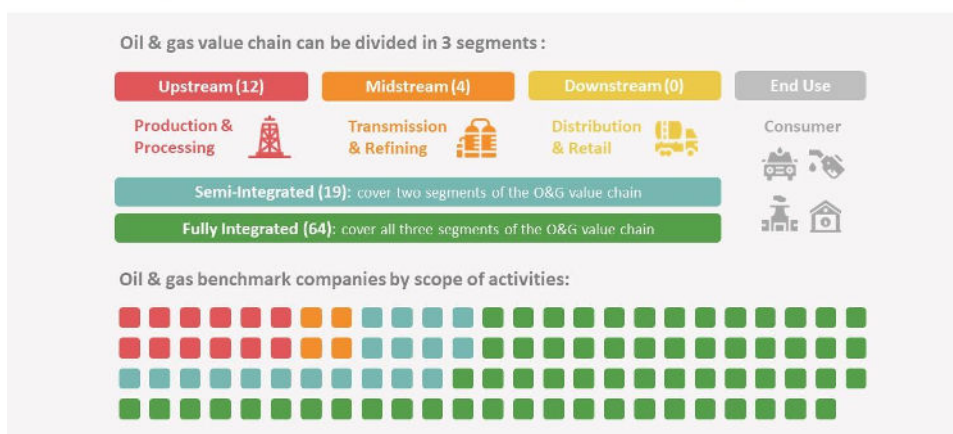 Oil & gas value chain can be divided in 3 segments :
Upstream (12)
Midstream (4)
Downstream (0)
End Use
Production &
Processing
Transmission
& Refining
Distribution
& Retail
Consumer
Semi-Integrated (19): cover two segments of the O&G value chain
Fully Integrated (64): cover all three segments of the O&G value chain
Oil & gas benchmark companies by scope of activities: